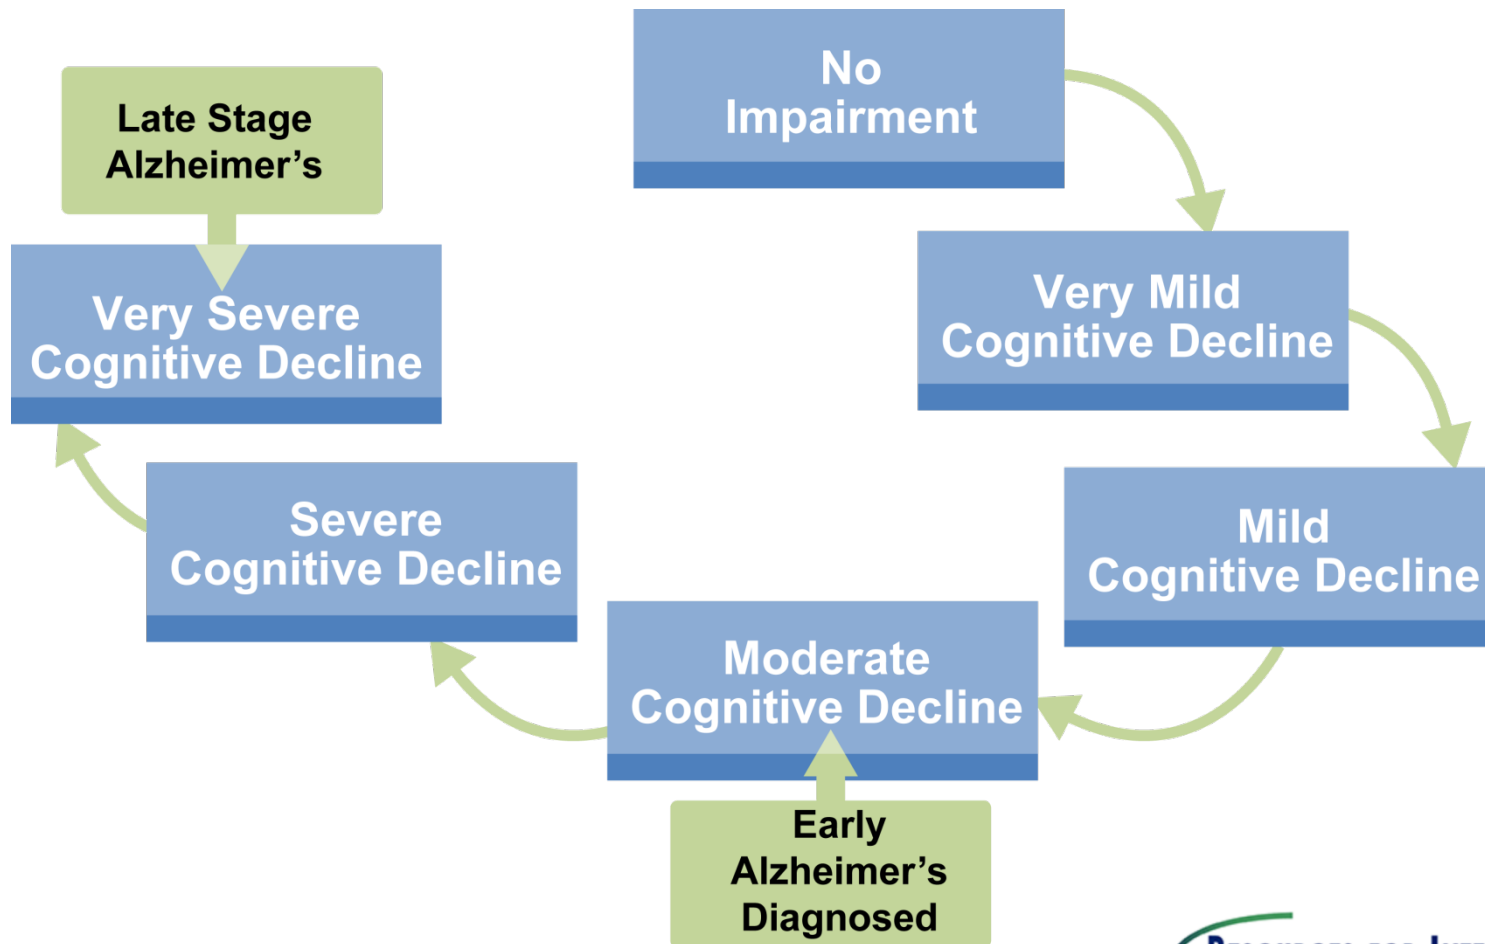 No
Impairment
Late Stage
Alzheimer’s
Very Mild
Cognitive Decline
Very Severe
Cognitive Decline
Severe
Cognitive Decline
Mild
Cognitive Decline
Moderate
Cognitive Decline
Early
Alzheimer’s
Diagnosed